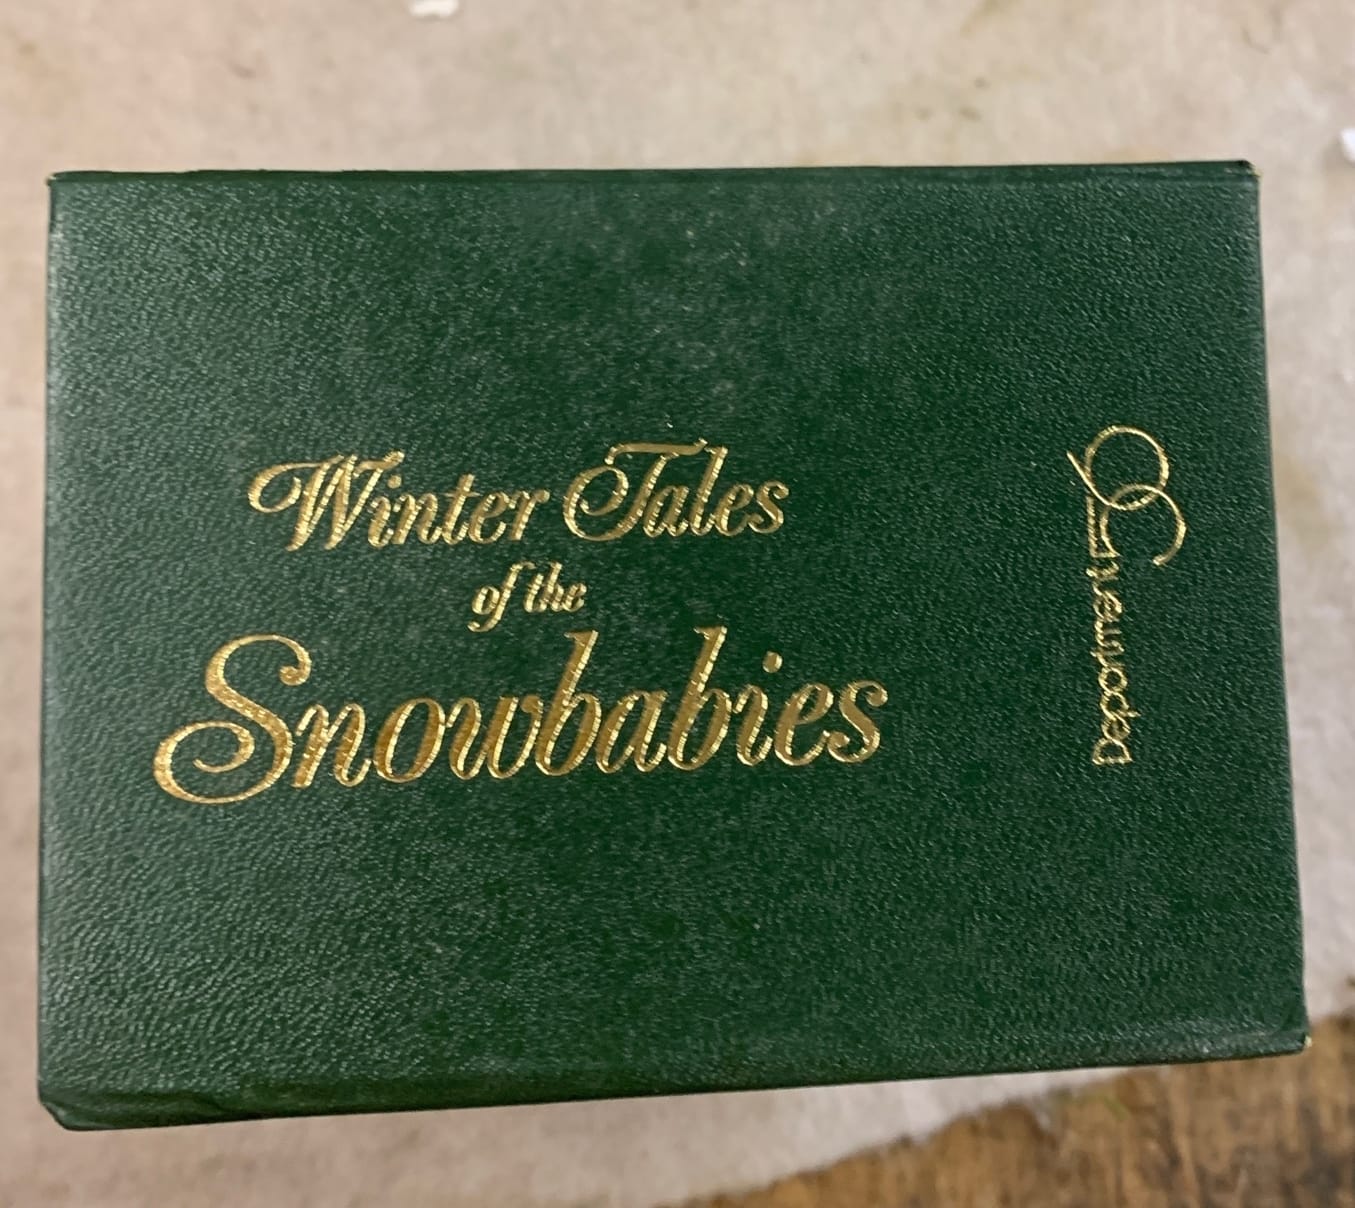 Winter Tales
of the
Snowbabies
Department 56